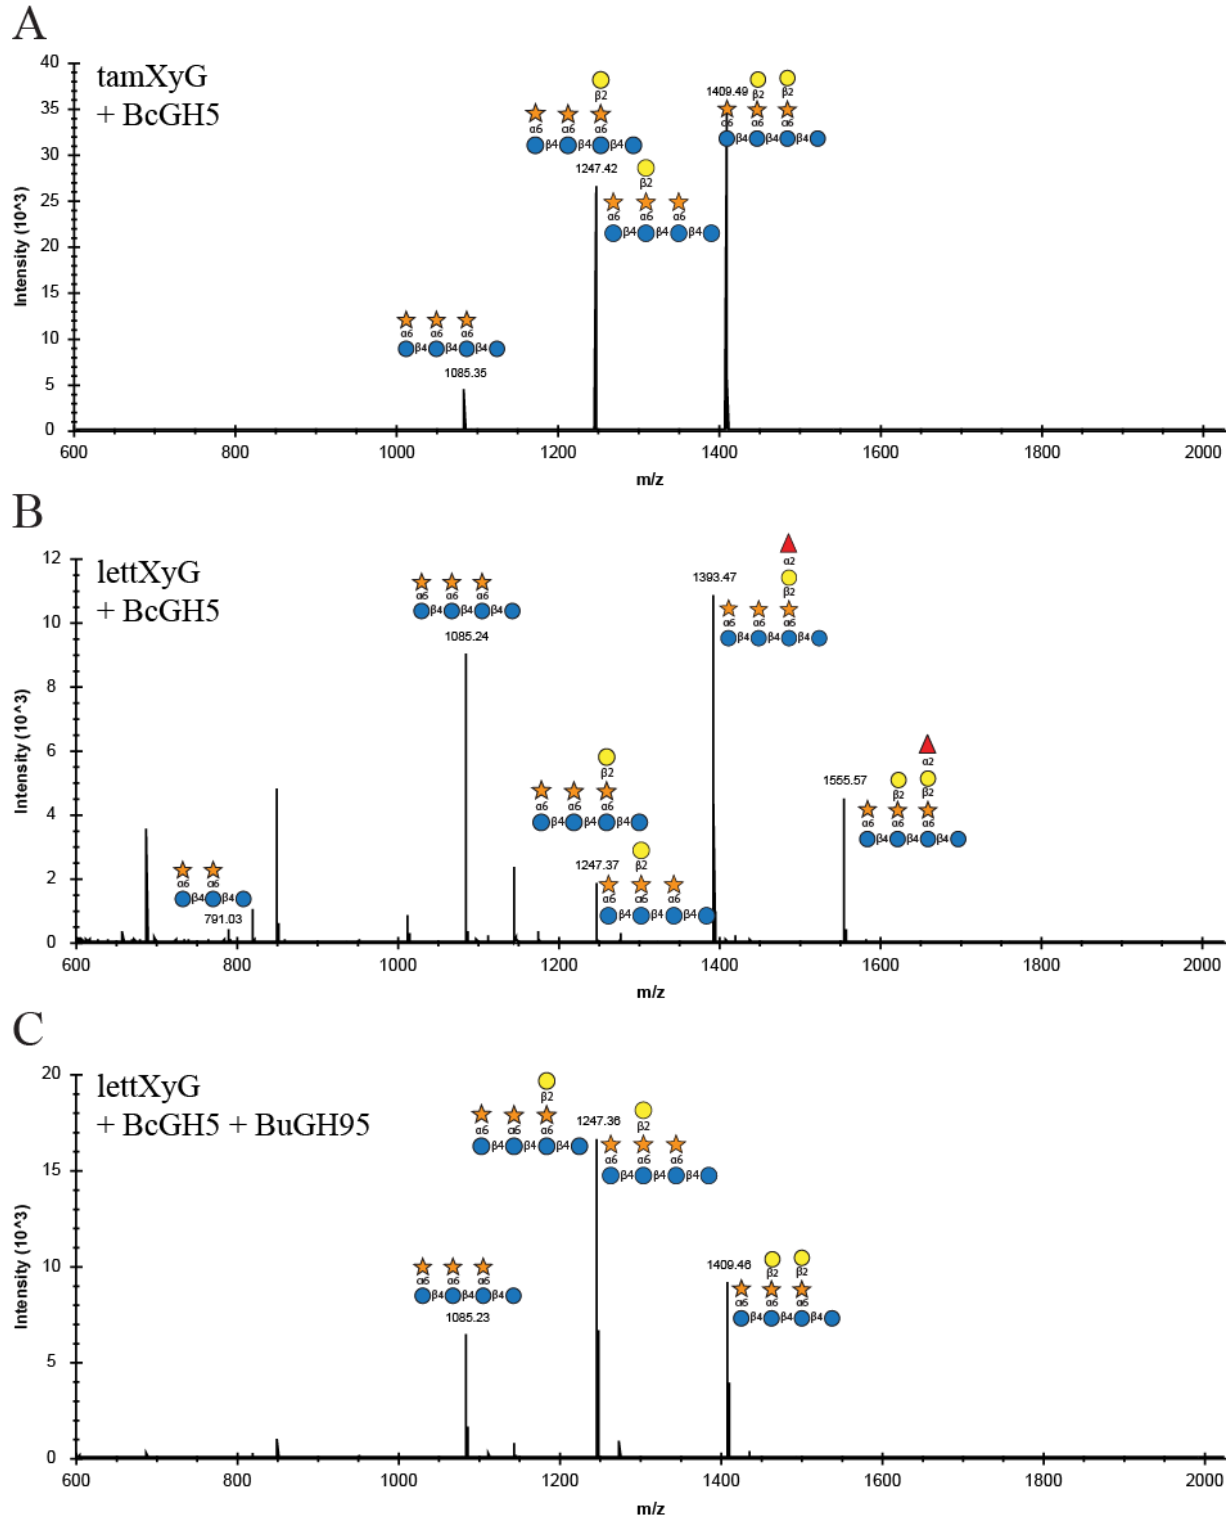 A
tamXyG
+ BcGH5
Intensity (10^3)
40
35
30
25
20
15
10
5
0
β2
α6 α6 α6
β4 β4 β4
1247.42
β2
α6 α6 α6
β4 β4 β4
1409.49
β2 β2
α6 α6 α6
β4 β4 β4
α6 α6 α6
β4 β4 β4
1085.35
600 800 1000 1200 1400 1600 1800 2000
m/z
B
lettXyG
+ BcGH5
Intensity (10^3)
12
10
8
6
4
2
0
α6 α6 α6
β4 β4 β4
1085.24
1393.47
α2
β2
α6 α6 α6
β4 β4 β4
β2
α6 α6 α6
β4 β4 β4
1247.37
β2
α6 α6 α6
β4 β4 β4
1555.57
α2
β2 β2
α6 α6 α6
β4 β4 β4
α6 α6
β4 β4
791.03
600 800 1000 1200 1400 1600 1800 2000
m/z
C
lettXyG
+ BcGH5 + BuGH95
Intensity (10^3)
20
15
10
5
0
β2
α6 α6 α6
β4 β4 β4
1247.36
β2
α6 α6 α6
β4 β4 β4
α6 α6 α6
β4 β4 β4
1085.23
1409.46
β2 β2
α6 α6 α6
β4 β4 β4
600 800 1000 1200 1400 1600 1800 2000
m/z